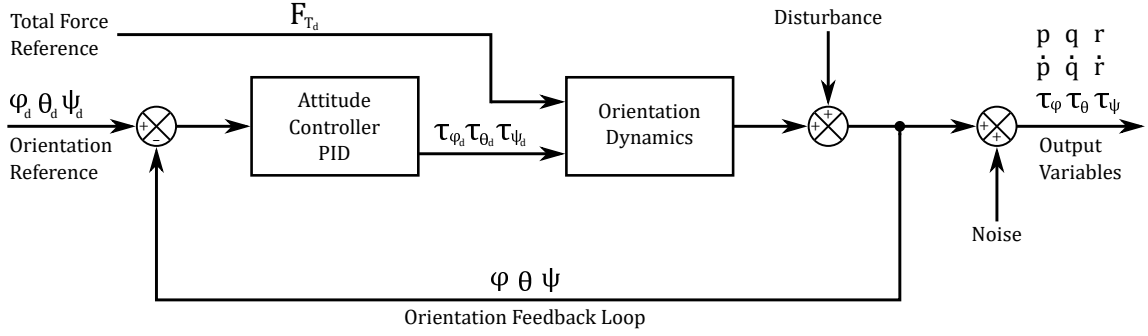 Total Force
Reference
F_{T_d}
Disturbance
p q r
ṗ q̇ ṙ
τ_φ τ_θ τ_ψ
φ_d θ_d ψ_d
+
-
Orientation
Reference
Attitude
Controller
PID
τ_{φ_d} τ_{θ_d} τ_{ψ_d}
Orientation
Dynamics
+
+
+
+
Output
Variables
Noise
φ θ ψ
Orientation Feedback Loop